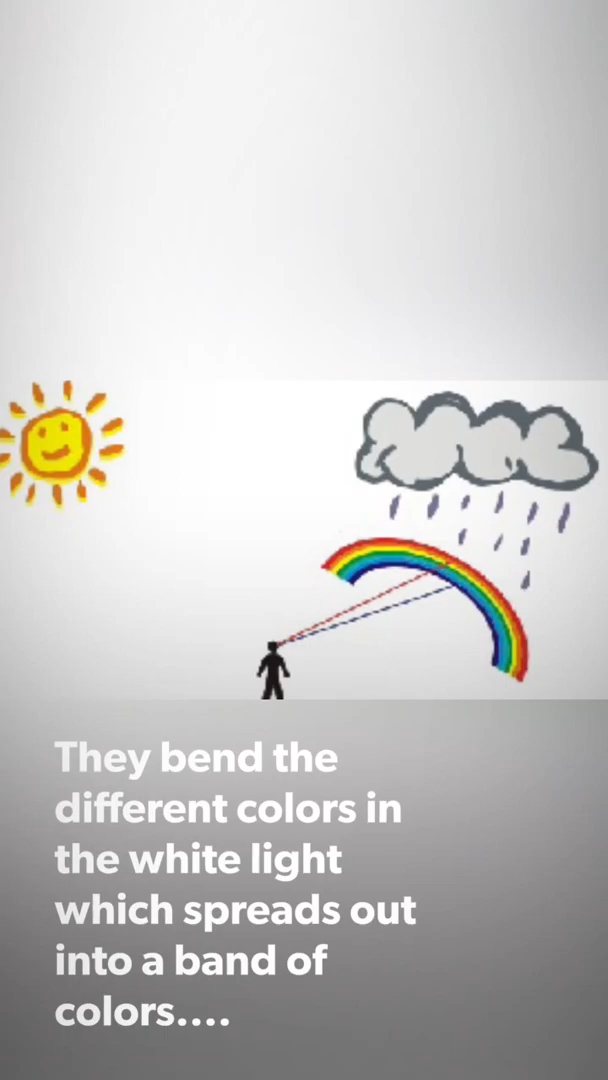 They bend the
different colors in
the white light
which spreads out
into a band of
colors....